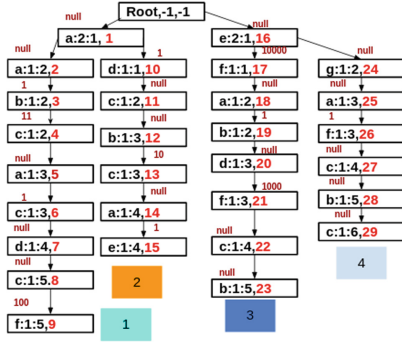 Root,-1,-1
null
null
a:2:1, 1
e:2:1,16
null
1
10000
null
a:1:2,2
d:1:1,10
f:1:1,17
g:1:2,24
1
null
null
null
b:1:2,3
c:1:2,11
a:1:2,18
a:1:3,25
11
null
1
1
c:1:2,4
b:1:3,12
b:1:2,19
f:1:3,26
null
10
null
null
a:1:3,5
c:1:3,13
d:1:3,20
c:1:4,27
1
null
1000
null
c:1:3,6
a:1:4,14
f:1:3,21
b:1:5,28
null
1
null
null
d:1:4,7
e:1:4,15
c:1:4,22
c:1:6,29
null
null
c:1:5.8
b:1:5,23
100
f:1:5,9
1
2
3
4